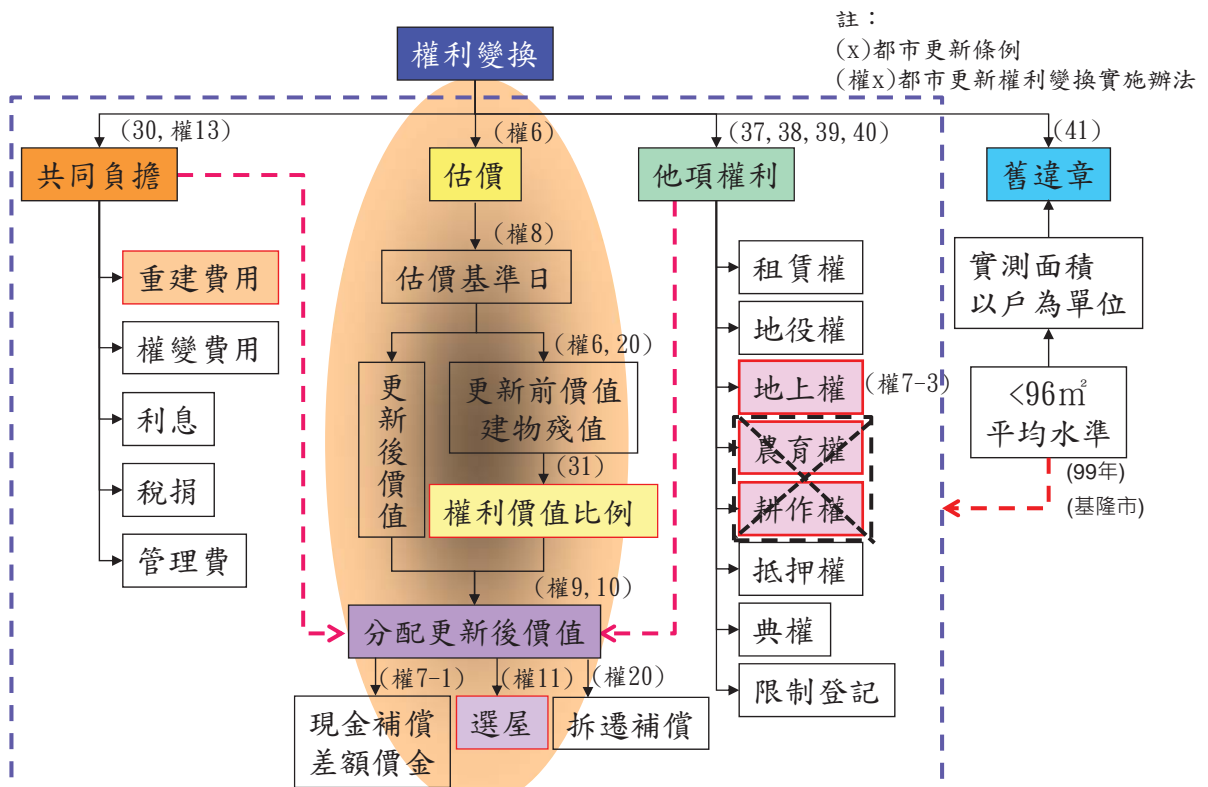 註：
(x)都市更新條例
(權x)都市更新權利變換實施辦法
權利變換
(30,權13)
(權6)
(37,38,39,40)
(41)
共同負擔
估價
他項權利
舊違章
重建費用
權變費用
利息
稅捐
管理費
(權8)
估價基準日
(權6,20)
更新後價值
更新前價值
建物殘值
(31)
權利價值比例
(權9,10)
分配更新後價值
(權7-1)
(權11)
(權20)
現金補償
差額價金
選屋
拆遷補償
租賃權
地役權
地上權
(權7-3)
農育權
耕作權
抵押權
典權
限制登記
實測面積
以戶為單位
<96㎡
平均水準
(99年)
(基隆市)